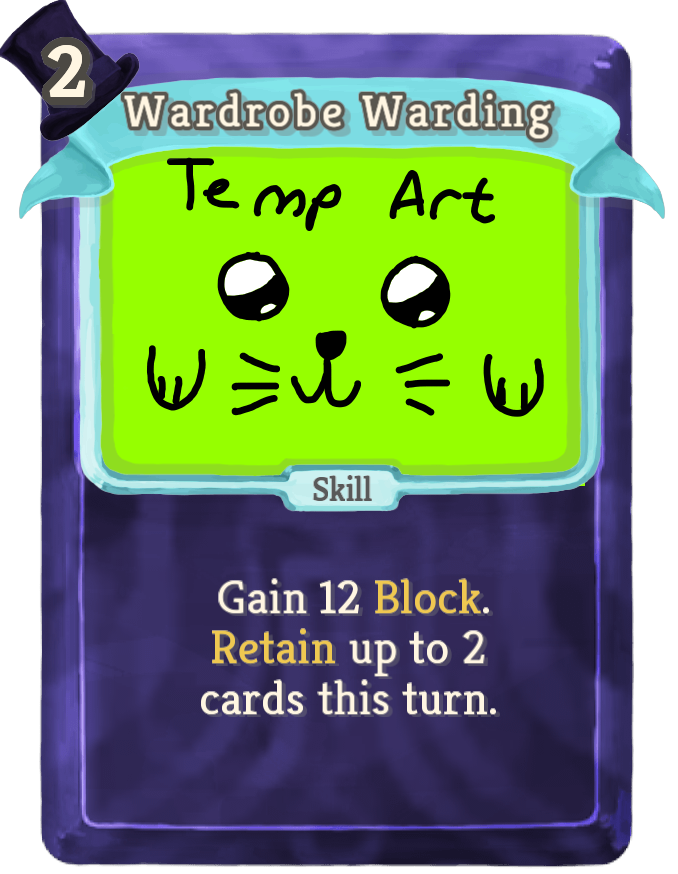 2
Wardrobe Warding
Temp Art
Skill
Gain 12 Block.
Retain up to 2
cards this turn.